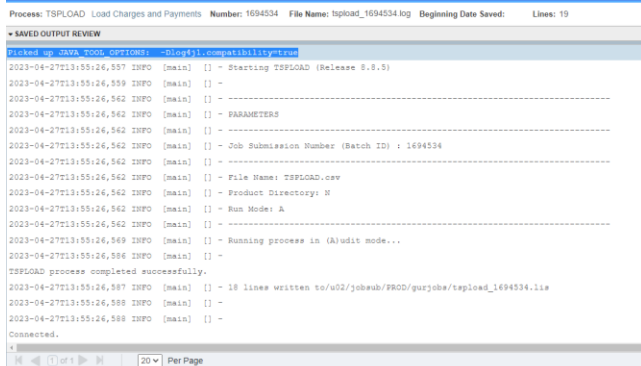 Process: TSPLOAD Load Charges and Payments Number: 1694534 File Name: tspload_1694534.log Beginning Date Saved: Lines: 19
SAVED OUTPUT REVIEW
Picked up JAVA_TOOL_OPTIONS: -Dlog4j1.compatibility=true
2023-04-27T13:55:26,557 INFO [main] [] - Starting TSPLOAD (Release 8.8.5)
2023-04-27T13:55:26,559 INFO [main] [] -
2023-04-27T13:55:26,562 INFO [main] [] - --------------------------------------------------------------------------------
2023-04-27T13:55:26,562 INFO [main] [] - PARAMETERS
2023-04-27T13:55:26,562 INFO [main] [] - --------------------------------------------------------------------------------
2023-04-27T13:55:26,562 INFO [main] [] - Job Submission Number (Batch ID) : 1694534
2023-04-27T13:55:26,562 INFO [main] [] - --------------------------------------------------------------------------------
2023-04-27T13:55:26,562 INFO [main] [] - File Name: TSPLOAD.csv
2023-04-27T13:55:26,562 INFO [main] [] - Product Directory: N
2023-04-27T13:55:26,562 INFO [main] [] - Run Mode: A
2023-04-27T13:55:26,562 INFO [main] [] - --------------------------------------------------------------------------------
2023-04-27T13:55:26,569 INFO [main] [] - Running process in (A)udit mode...
2023-04-27T13:55:26,586 INFO [main] [] -
TSPLOAD process completed successfully.
2023-04-27T13:55:26,587 INFO [main] [] - 18 lines written to/u02/jobsub/PROD/gurjobs/tspload_1694534.lis
2023-04-27T13:55:26,588 INFO [main] [] -
2023-04-27T13:55:26,588 INFO [main] [] -
Connected.
1 of 1 20 Per Page